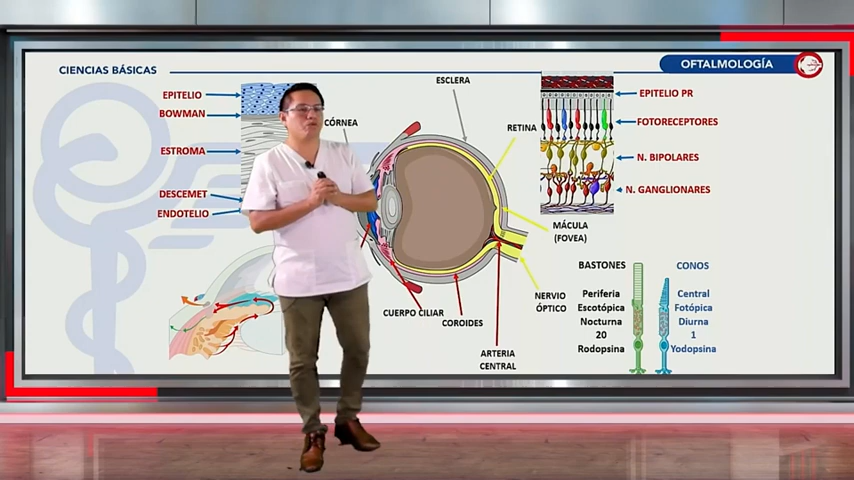 CIENCIAS BÁSICAS
OFTALMOLOGÍA
EPITELIO
BOWMAN
ESTROMA
DESCEMET
ENDOTELIO
CÓRNEA
ESCLERA
RETINA
MÁCULA
(FOVEA)
NERVIO
ÓPTICO
CUERPO CILIAR
COROIDES
ARTERIA
CENTRAL
EPITELIO PR
FOTORECEPTORES
N. BIPOLARES
N. GANGLIONARES
BASTONES
Periferia
Escotópica
Nocturna
20
Rodopsina
CONOS
Central
Fotópica
Diurna
1
Yodopsina